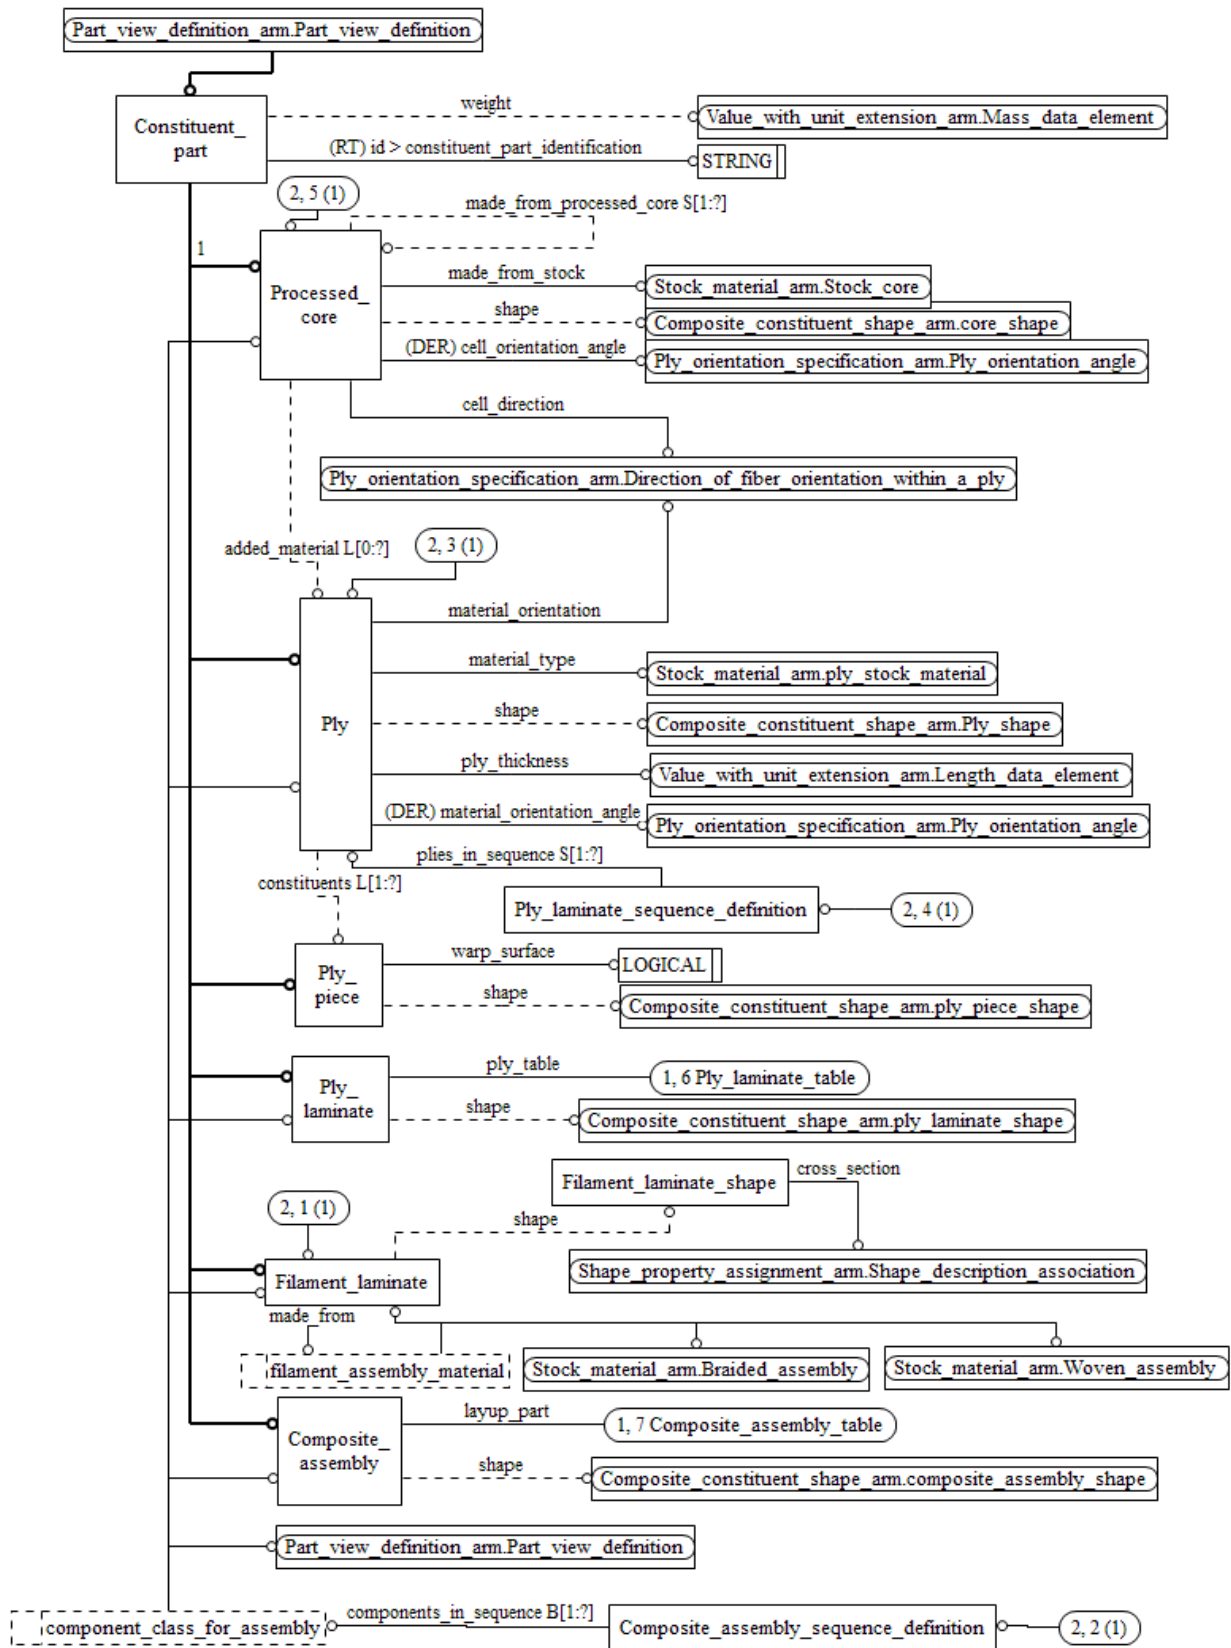 Part_view_definition_arm.Part_view_definition
Constituent_
part
weight
Value_with_unit_extension_arm.Mass_data_element
(RT) id > constituent_part_identification
STRING
2, 5 (1)
made_from_processed_core S[1:?]
1
Processed_
core
made_from_stock
Stock_material_arm.Stock_core
shape
Composite_constituent_shape_arm.core_shape
(DER) cell_orientation_angle
Ply_orientation_specification_arm.Ply_orientation_angle
cell_direction
Ply_orientation_specification_arm.Direction_of_fiber_orientation_within_a_ply
added_material L[0:?]
2, 3 (1)
material_orientation
Ply
material_type
Stock_material_arm.ply_stock_material
shape
Composite_constituent_shape_arm.Ply_shape
ply_thickness
Value_with_unit_extension_arm.Length_data_element
(DER) material_orientation_angle
Ply_orientation_specification_arm.Ply_orientation_angle
plies_in_sequence S[1:?]
constituents L[1:?]
Ply_laminate_sequence_definition
2, 4 (1)
Ply_
piece
warp_surface
LOGICAL
shape
Composite_constituent_shape_arm.ply_piece_shape
Ply_
laminate
ply_table
1, 6 Ply_laminate_table
shape
Composite_constituent_shape_arm.ply_laminate_shape
Filament_laminate_shape
cross_section
2, 1 (1)
shape
Filament_laminate
Shape_property_assignment_arm.Shape_description_association
made_from
filament_assembly_material
Stock_material_arm.Braided_assembly
Stock_material_arm.Woven_assembly
Composite_
assembly
layup_part
1, 7 Composite_assembly_table
shape
Composite_constituent_shape_arm.composite_assembly_shape
Part_view_definition_arm.Part_view_definition
component_class_for_assembly
components_in_sequence B[1:?]
Composite_assembly_sequence_definition
2, 2 (1)